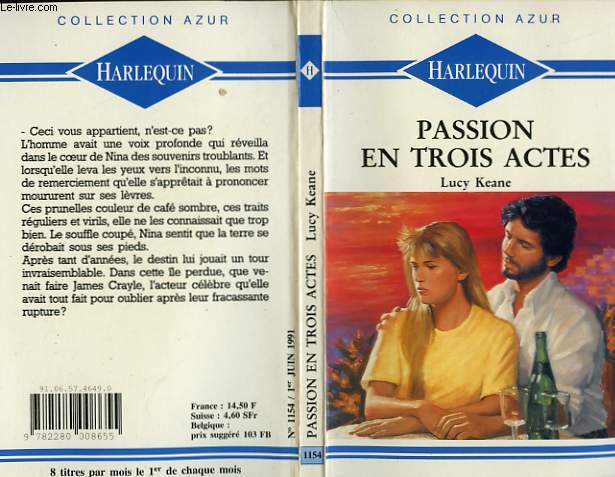 Le-livre.com
COLLECTION AZUR
HARLEQUIN
- Ceci vous appartient, n'est-ce pas?
L'homme avait une voix profonde qui réveilla
dans le cœur de Nina des souvenirs troublants. Et
lorsqu'elle leva les yeux vers l'inconnu, les mots
de remerciement qu'elle s'apprêtait à prononcer
moururent sur ses lèvres.
Ces prunelles couleur de café sombre, ces traits
réguliers et virils, elle ne les connaissait que trop
bien. Le souffle coupé, Nina sentit que la terre se
dérobait sous ses pieds.
Après tant d'années, le destin lui jouait un tour
invraisemblable. Dans cette île perdue, que ve-
nait faire James Crayle, l'acteur célèbre qu'elle
avait tout fait pour oublier après leur fracassante
rupture?
91.06.57.4649.0
9 782280 008655
France : 14,50 F
Suisse : 4,60 SFr
Belgique :
prix suggéré 103 FB
8 titres par mois le 1er de chaque mois
H
Lucy Keane
PASSION EN TROIS ACTES
N° 1154 / 1er JUIN 1991
1154
COLLECTION AZUR
HARLEQUIN
PASSION
EN TROIS ACTES
Lucy Keane